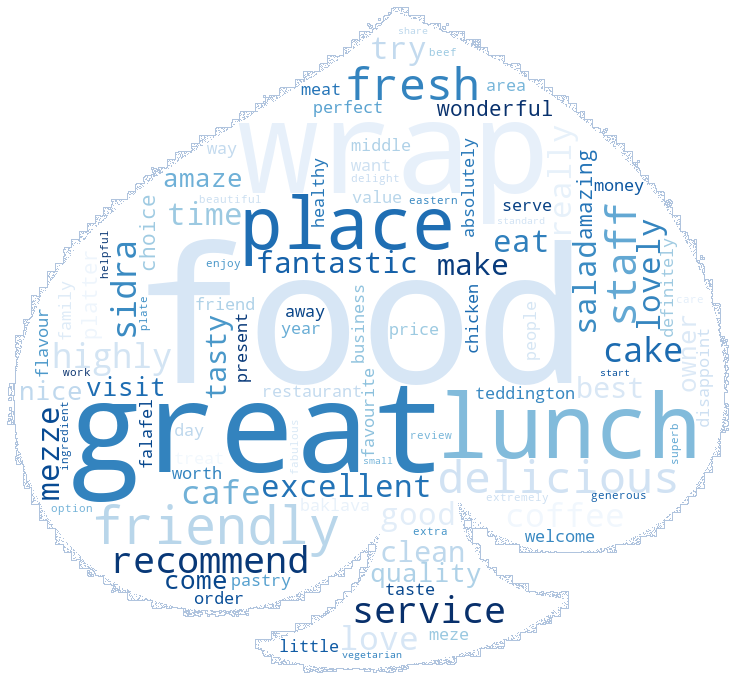 share
try
beef
fresh
meat
area
perfect
wonderful
wrap
way
middle
want
delight
amaze
healthy
absolutely
really
amazing
money
value
eastern
beautiful
serve
standard
time
choice
place
eat
staff
salad
lovely
definitely
helpful
sidra
enjoy
fantastic
make
food
platter
family
plate
friend
away
year
business
price
chicken
people
care
flavour
highly
tasty
present
cake
owner
disappoint
work
start
nice
visit
restaurant
favourite
teddington
best
great
lunch
mezze
ingredient
falafel
day
fabulous
review
superb
treat
small
worth
option
cafe
excellent
delicious
generous
extremely
baklava
friendly
good
coffee
extra
welcome
recommend
clean
come
pastry
quality
order
taste
service
little
love
meze
vegetarian